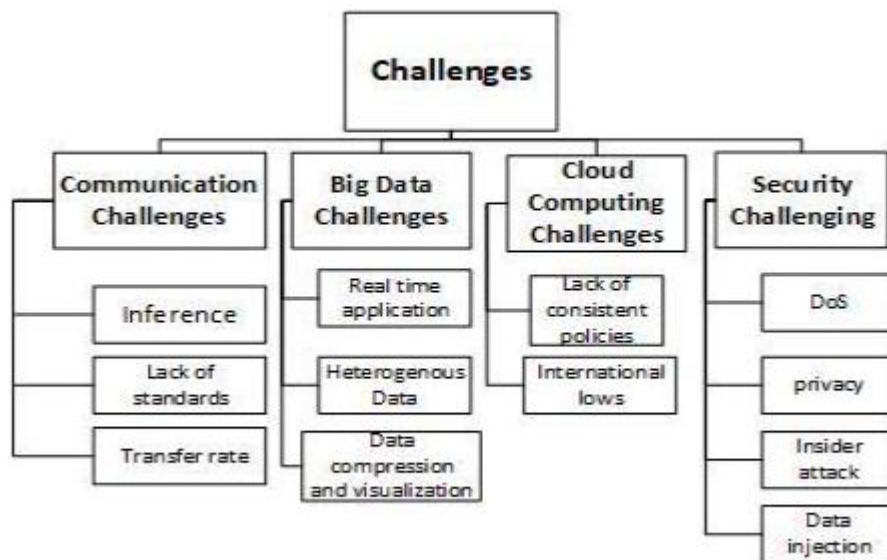 Challenges
Communication
Challenges
Inference
Lack of
standards
Transfer rate
Big Data
Challenges
Real time
application
Heterogenous
Data
Data
compression
and visualization
Cloud
Computing
Challenges
Lack of
consistent
policies
International
lows
Security
Challenging
DoS
privacy
Insider
attack
Data
injection